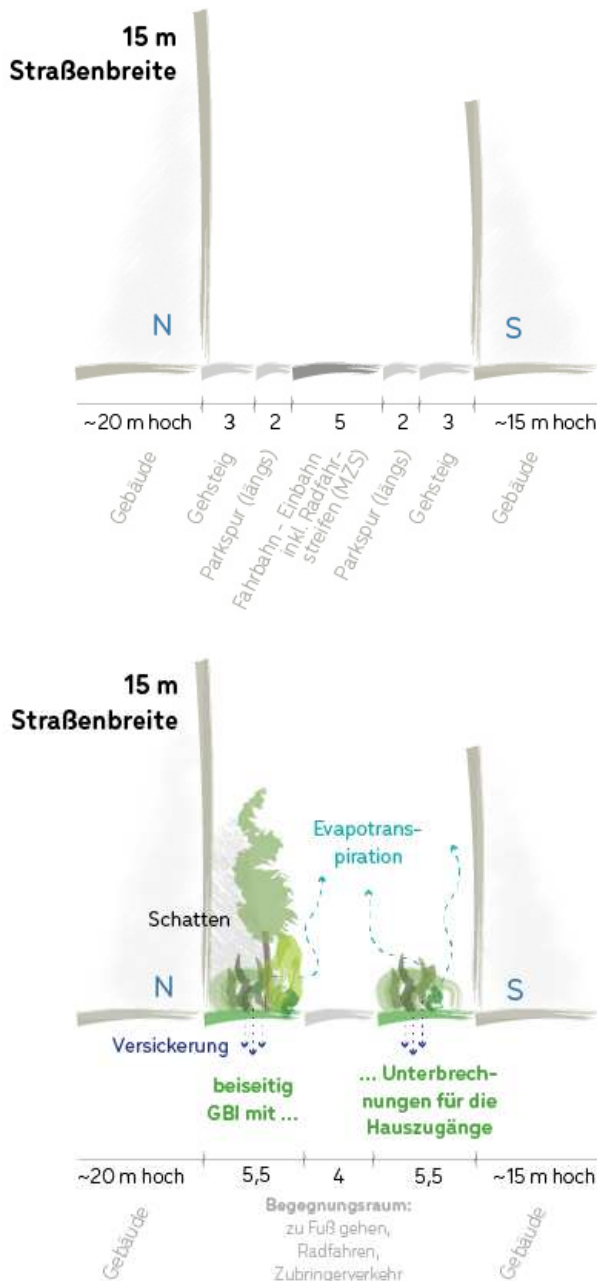 15 m
Straßenbreite
N
S
~20 m hoch
3
2
5
2
3
~15 m hoch
Gebäude
Gehsteig
Parkspur (längs)
Fahrbahn - Einbahn
inkl. Radfahr-
streifen (MZS)
Parkspur (längs)
Gehsteig
Gebäude
15 m
Straßenbreite
Evapotrans-
piration
Schatten
N
S
Versickerung
beiseitig
GBI mit ...
... Unterbrech-
nungen für die
Hauszugänge
~20 m hoch
5,5
4
5,5
~15 m hoch
Gebäude
Begegnungsraum:
zu Fuß gehen,
Radfahren,
Zubringerverkehr
Gebäude